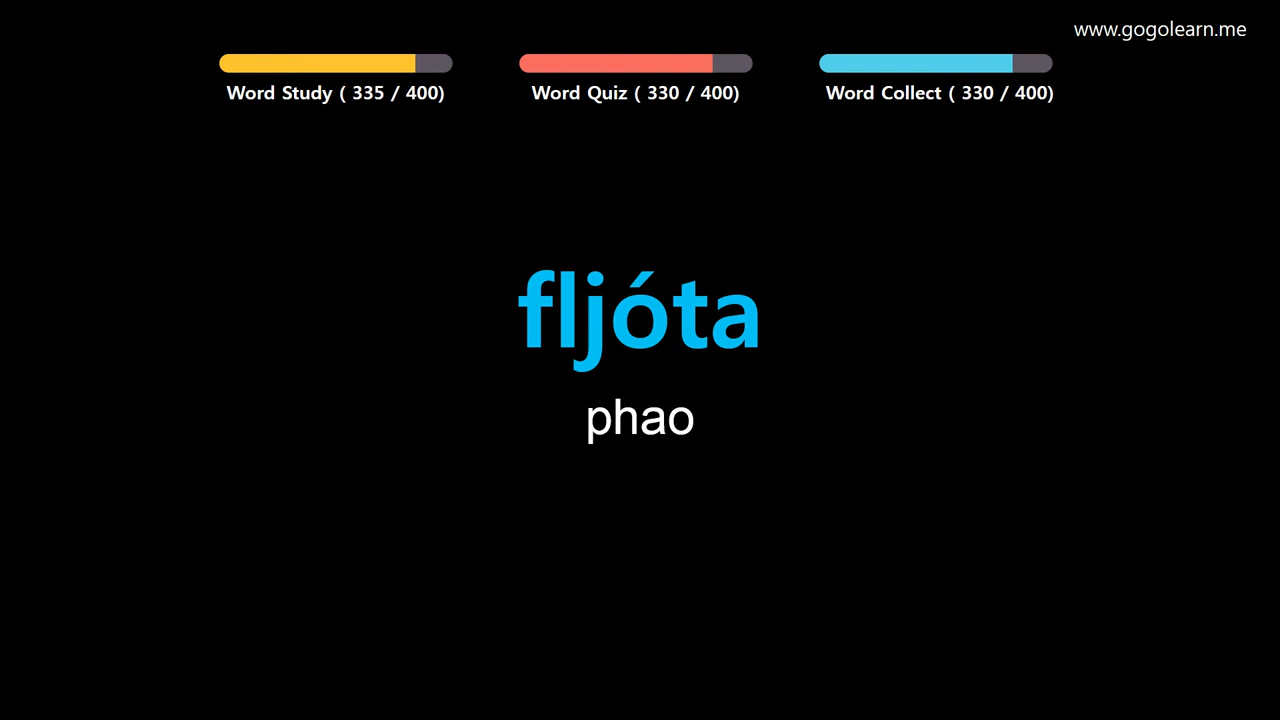 www.gogolearn.me
Word Study ( 335 / 400)
Word Quiz ( 330 / 400)
Word Collect ( 330 / 400)
fljóta
phao